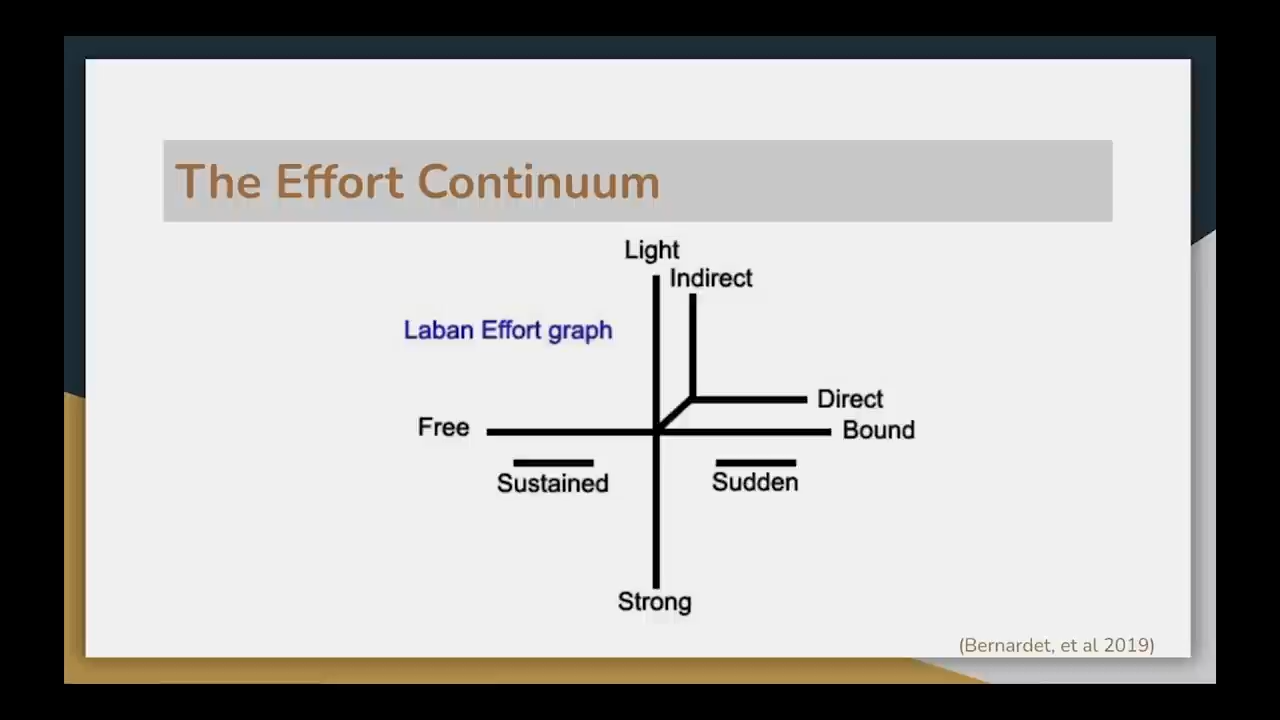 The Effort Continuum
Light
Indirect
Laban Effort graph
Direct
Free
Bound
Sustained
Sudden
Strong
(Bernardet, et al 2019)